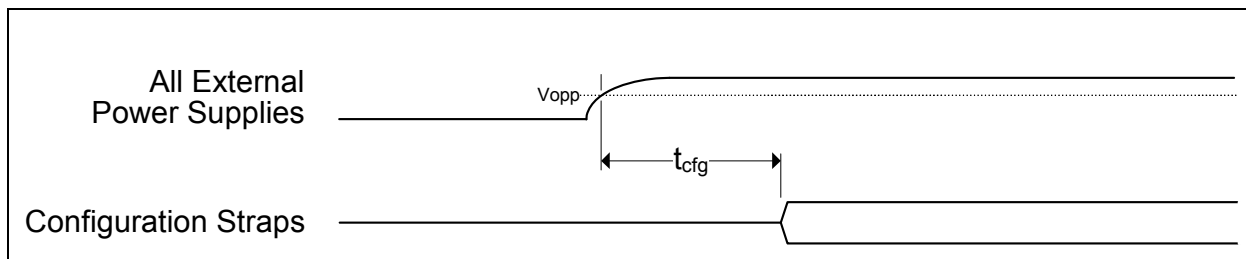 All External
Power Supplies
Vopp
tcfg
Configuration Straps